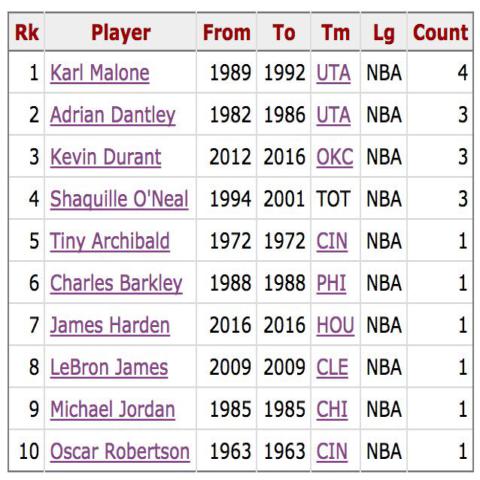 Rk Player From To Tm Lg Count
1 Karl Malone 1989 1992 UTA NBA 4
2 Adrian Dantley 1982 1986 UTA NBA 3
3 Kevin Durant 2012 2016 OKC NBA 3
4 Shaquille O'Neal 1994 2001 TOT NBA 3
5 Tiny Archibald 1972 1972 CIN NBA 1
6 Charles Barkley 1988 1988 PHI NBA 1
7 James Harden 2016 2016 HOU NBA 1
8 LeBron James 2009 2009 CLE NBA 1
9 Michael Jordan 1985 1985 CHI NBA 1
10 Oscar Robertson 1963 1963 CIN NBA 1